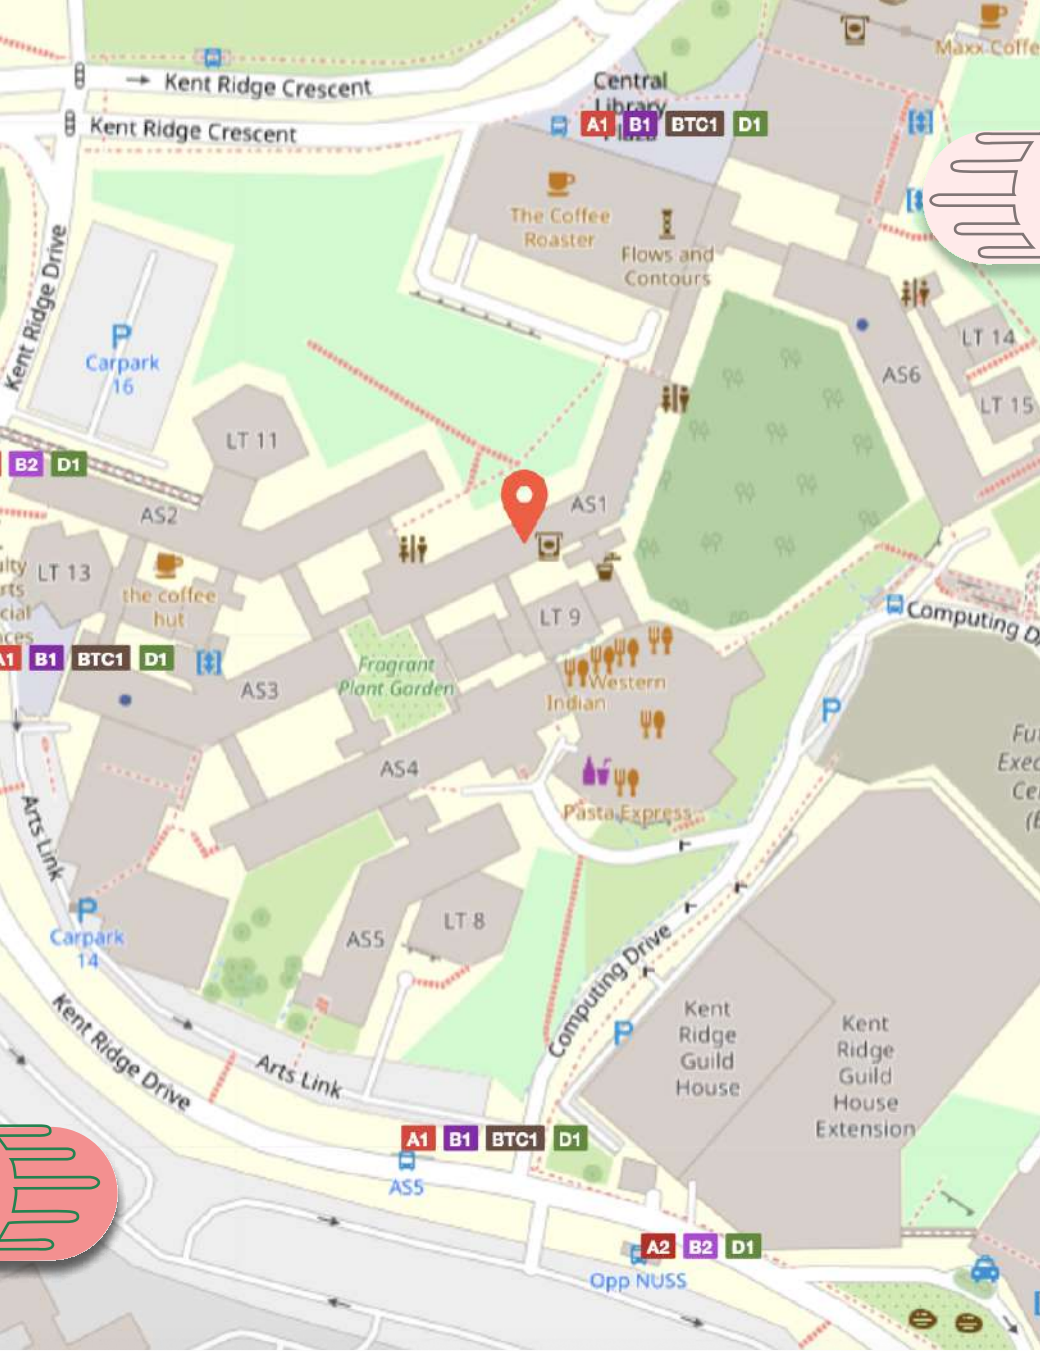 Maxx Coffe
Kent Ridge Crescent
Central
Library
A1 B1 BTC1 D1
Kent Ridge Crescent
The Coffee
Roaster
Flows and
Contours
Kent Ridge Drive
P
Carpark
16
LT 14
AS6
LT 15
LT 11
B2 D1
AS2
AS1
LT 13
the coffee
hut
LT 9
A1 B1 BTC1 D1
Fragrant
Plant Garden
AS3
Western
Indian
Computing D
P
AS4
Pasta Express
Arts Link
P
Carpark
14
AS5
LT 8
Computing Drive
P
Kent
Ridge
Guild
House
Kent
Ridge
Guild
House
Extension
Kent Ridge Drive
Arts Link
A1 B1 BTC1 D1
AS5
A2 B2 D1
Opp NUSS